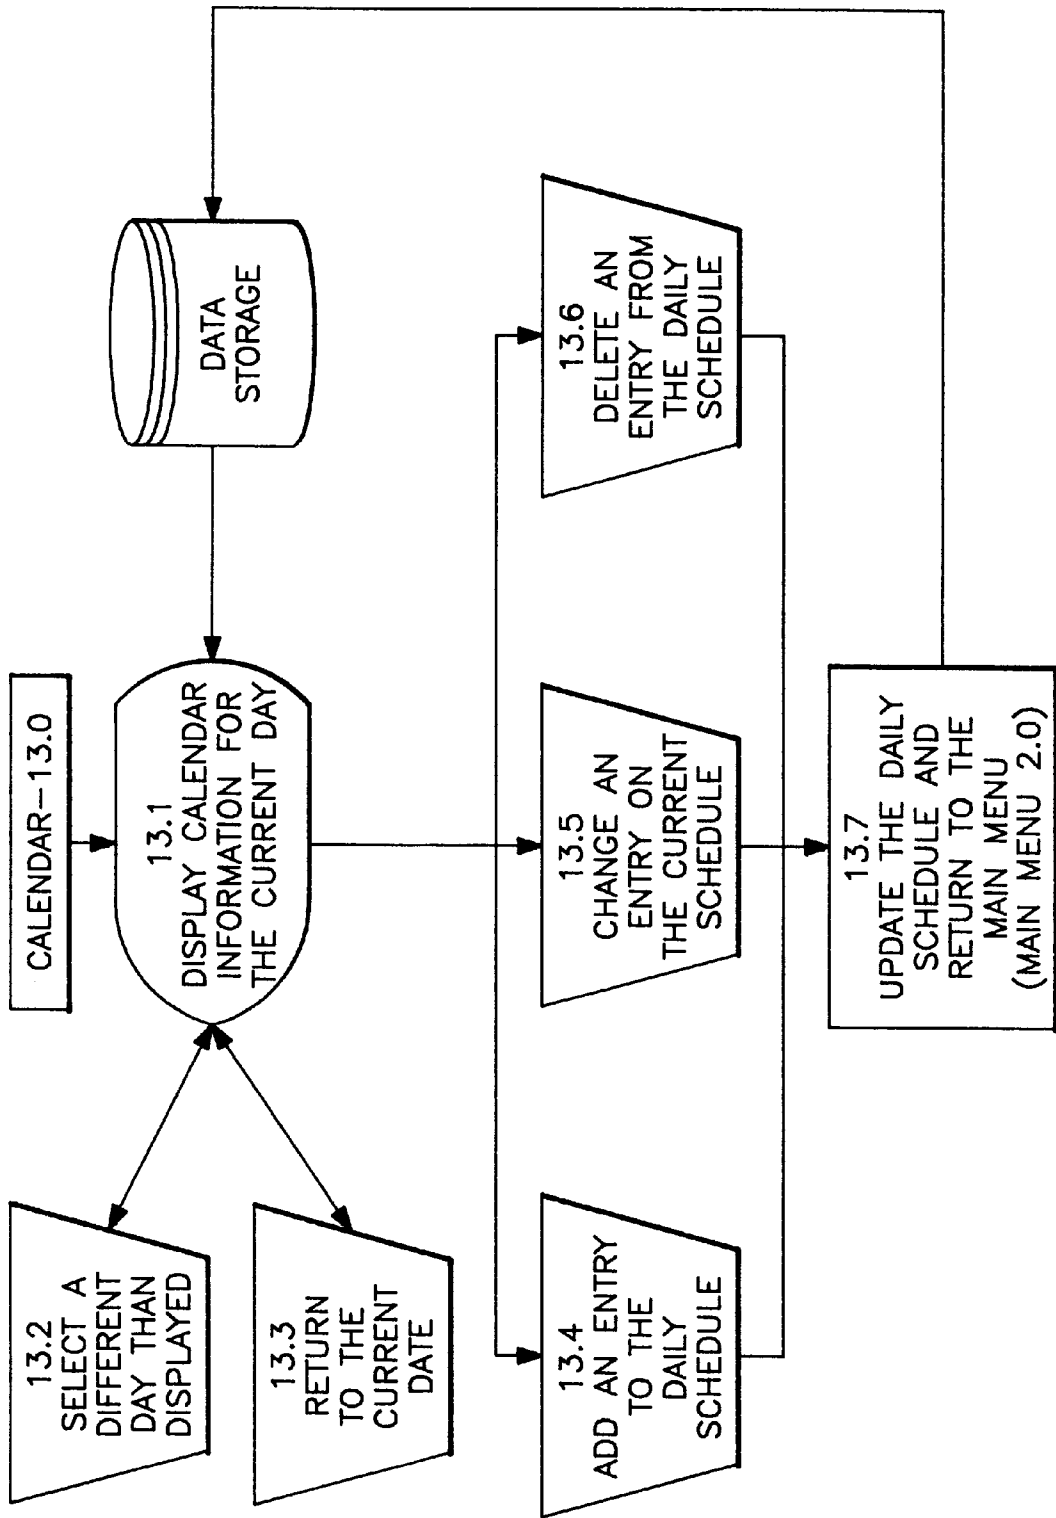 CALENDAR-13.0
13.1
DISPLAY CALENDAR
INFORMATION FOR
THE CURRENT DAY
DATA
STORAGE
13.2
SELECT A
DIFFERENT
DAY THAN
DISPLAYED
13.3
RETURN
TO THE
CURRENT
DATE
13.4
ADD AN ENTRY
TO THE
DAILY
SCHEDULE
13.5
CHANGE AN
ENTRY ON
THE CURRENT
SCHEDULE
13.6
DELETE AN
ENTRY FROM
THE DAILY
SCHEDULE
13.7
UPDATE THE DAILY
SCHEDULE AND
RETURN TO THE
MAIN MENU
(MAIN MENU 2.0)